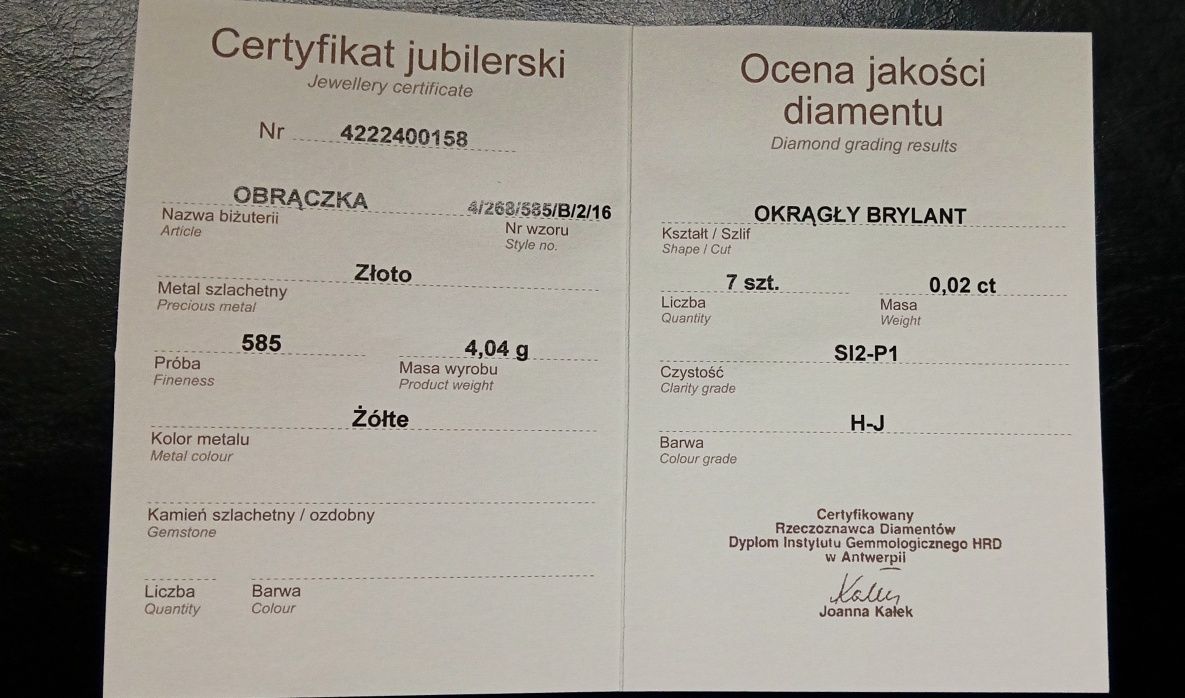 Certyfikat jubilerski
Jewellery certificate
Nr 4222400158
OBRĄCZKA 4/268/585/B/2/16
Nazwa biżuterii Nr wzoru
Article Style no.
Złoto
Metal szlachetny
Precious metal
585 4,04 g
Próba Masa wyrobu
Fineness Product weight
Żółte
Kolor metalu
Metal colour
Kamień szlachetny / ozdobny
Gemstone
Liczba Barwa
Quantity Colour
Ocena jakości
diamentu
Diamond grading results
OKRĄGŁY BRYLANT
Kształt / Szlif
Shape / Cut
7 szt. 0,02 ct
Liczba Masa
Quantity Weight
SI2-P1
Czystość
Clarity grade
H-J
Barwa
Colour grade
Certyfikowany
Rzeczoznawca Diamentów
Dyplom Instytutu Gemmologicznego HRD
w Antwerpii
Kałek
Joanna Kałek